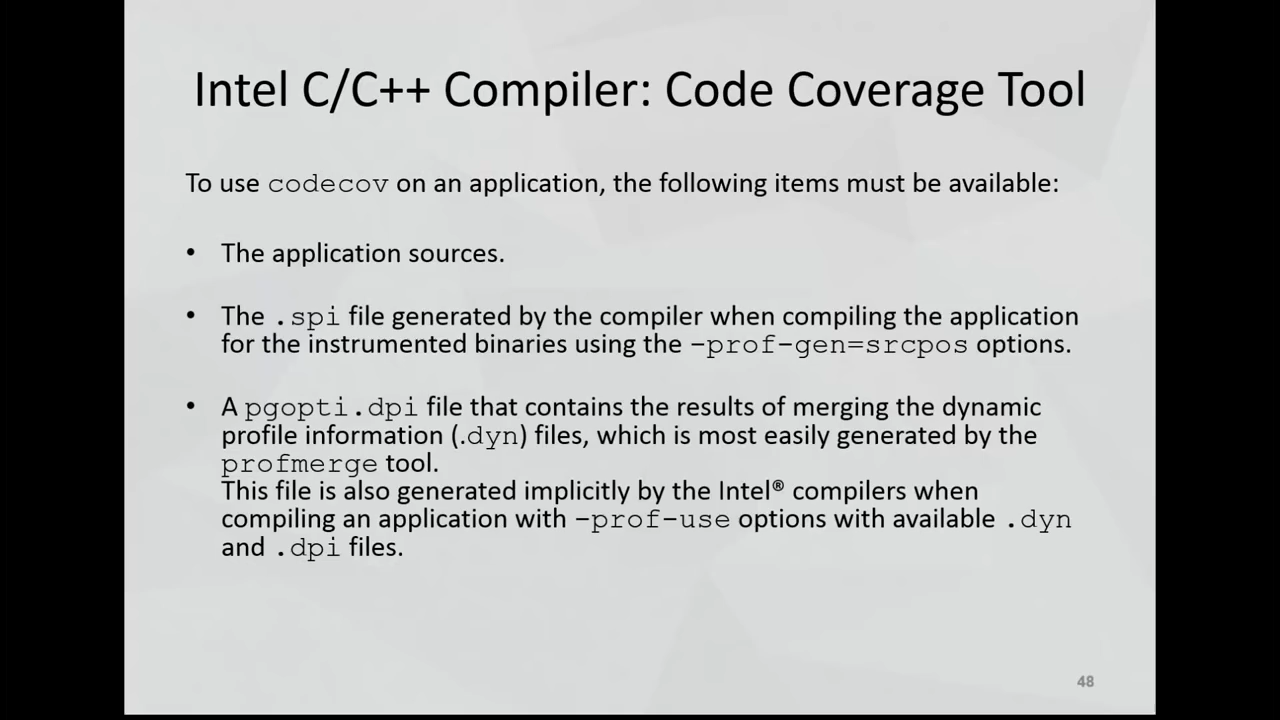 Intel C/C++ Compiler: Code Coverage Tool
To use codecov on an application, the following items must be available:
• The application sources.
• The .spi file generated by the compiler when compiling the application
for the instrumented binaries using the -prof-gen=srcpos options.
• A pgopti.dpi file that contains the results of merging the dynamic
profile information (.dyn) files, which is most easily generated by the
profmerge tool.
This file is also generated implicitly by the Intel® compilers when
compiling an application with -prof-use options with available .dyn
and .dpi files.
48